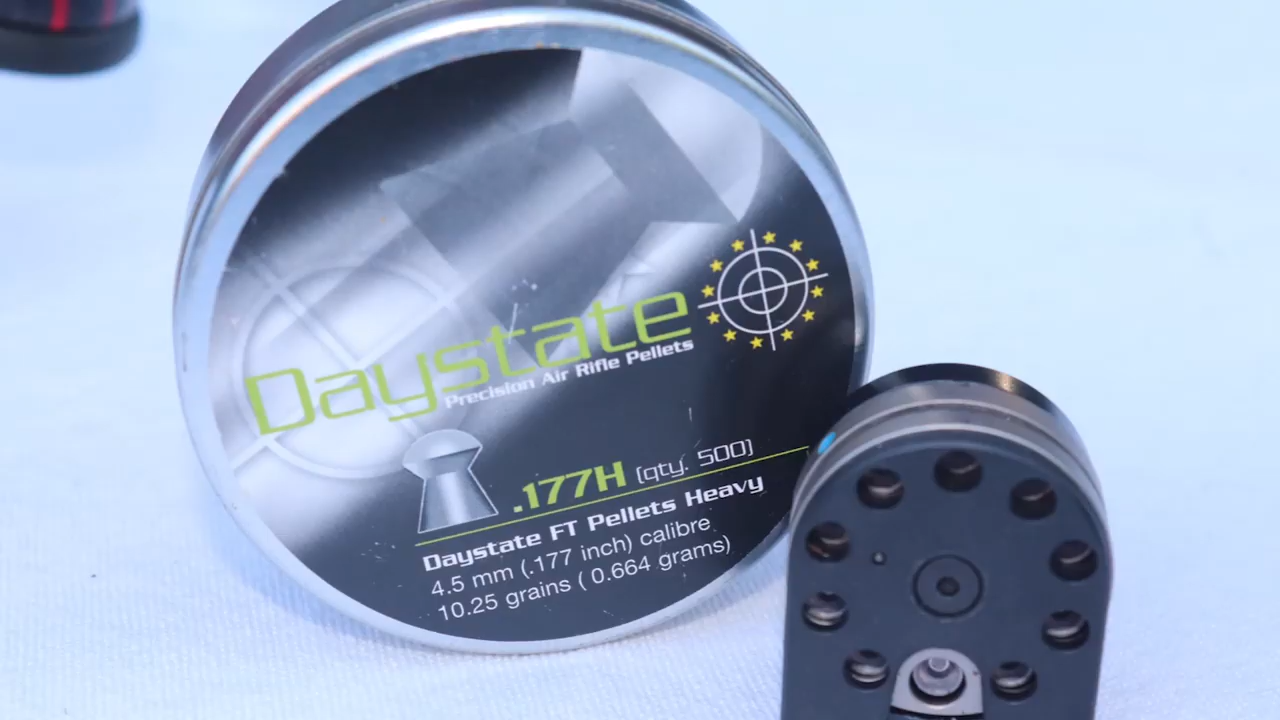 Daystate
Precision Air Rifle Pellets
.177H [qty. 500]
Daystate FT Pellets Heavy
4.5 mm (.177 inch) calibre
10.25 grains ( 0.664 grams)